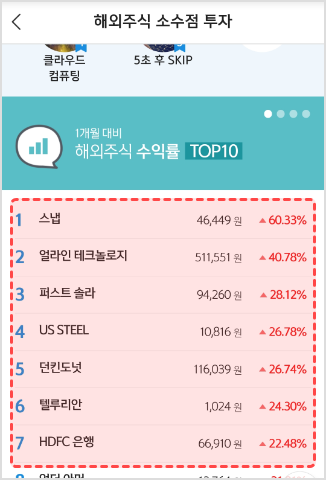 해외주식 소수점 투자
클라우드
컴퓨팅
5초 후 SKIP
1개월 대비
해외주식 수익률 TOP10
1 스냅 46,449 원 ▲ 60.33%
2 얼라인 테크놀로지 511,551 원 ▲ 40.78%
3 퍼스트 솔라 94,260 원 ▲ 28.12%
4 US STEEL 10,816 원 ▲ 26.78%
5 던킨도넛 116,039 원 ▲ 26.74%
6 텔루리안 1,024 원 ▲ 24.30%
7 HDFC 은행 66,910 원 ▲ 22.48%